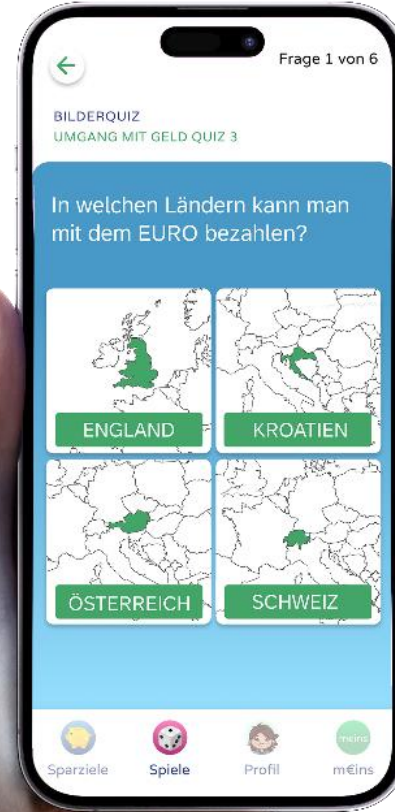 Frage 1 von 6
BILDERQUIZ
UMGANG MIT GELD QUIZ 3
In welchen Ländern kann man
mit dem EURO bezahlen?
ENGLAND
KROATIEN
ÖSTERREICH
SCHWEIZ
meins
Sparziele
Spiele
Profil
m€ins